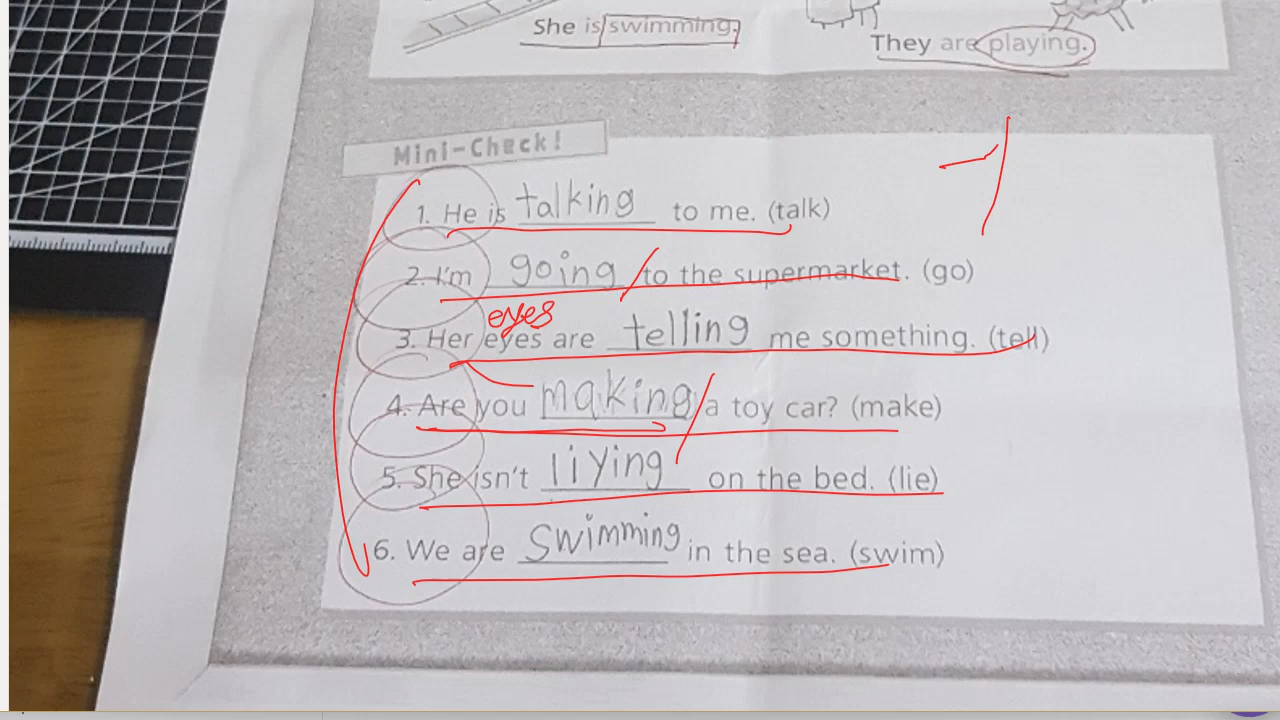 She is swimming.
They are playing.
Mini-Check!
1. He is talking to me. (talk)
2. I'm going to the supermarket. (go)
eyes
3. Her eyes are telling me something. (tell)
4. Are you making a toy car? (make)
5. She isn't liying on the bed. (lie)
6. We are swimming in the sea. (swim)